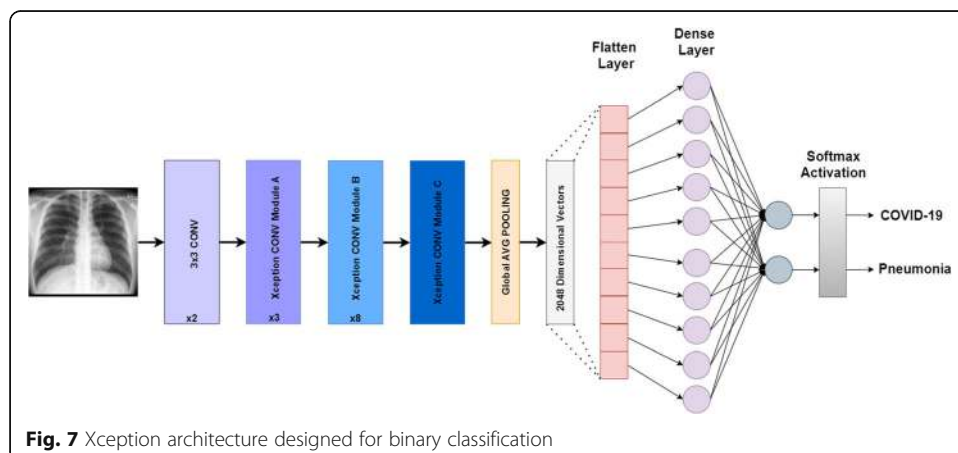 Flatten
Layer
Dense
Layer
3x3 CONV
x2
Xception CONV Module A
x3
Xception CONV Module B
x8
Xception CONV Module C
Global AVG POOLING
2048 Dimensional Vectors
Softmax
Activation
COVID-19
Pneumonia
Fig. 7 Xception architecture designed for binary classification